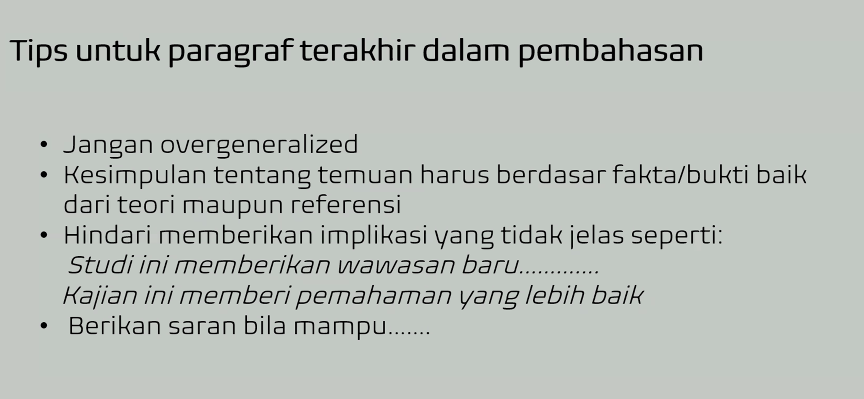 Tips untuk paragraf terakhir dalam pembahasan
• Jangan overgeneralized
• Kesimpulan tentang temuan harus berdasar fakta/bukti baik
dari teori maupun referensi
• Hindari memberikan implikasi yang tidak jelas seperti:
Studi ini memberikan wawasan baru.............
Kajian ini memberi pemahaman yang lebih baik
• Berikan saran bila mampu.......